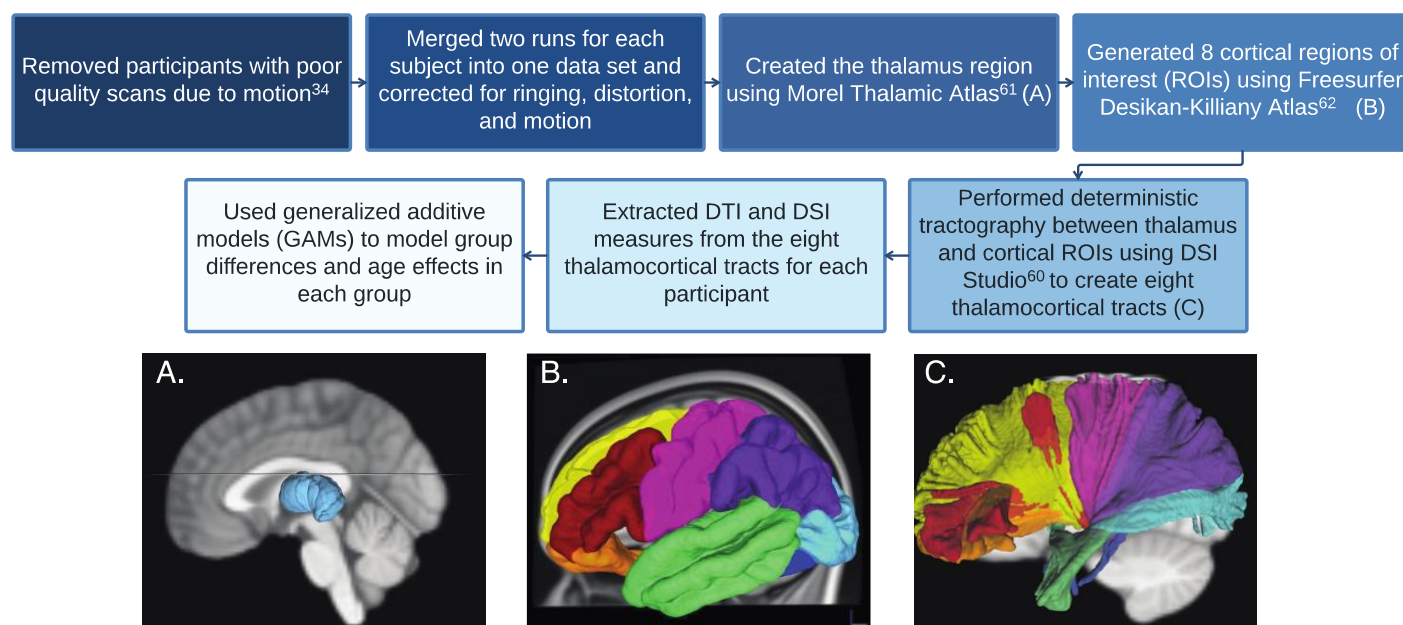 Removed participants with poor
quality scans due to motion34
Merged two runs for each
subject into one data set and
corrected for ringing, distortion,
and motion
Created the thalamus region
using Morel Thalamic Atlas61 (A)
Generated 8 cortical regions of
interest (ROIs) using Freesurfer
Desikan-Killiany Atlas62 (B)
Performed deterministic
tractography between thalamus
and cortical ROIs using DSI
Studio60 to create eight
thalamocortical tracts (C)
Extracted DTI and DSI
measures from the eight
thalamocortical tracts for each
participant
Used generalized additive
models (GAMs) to model group
differences and age effects in
each group
A.
B.
C.